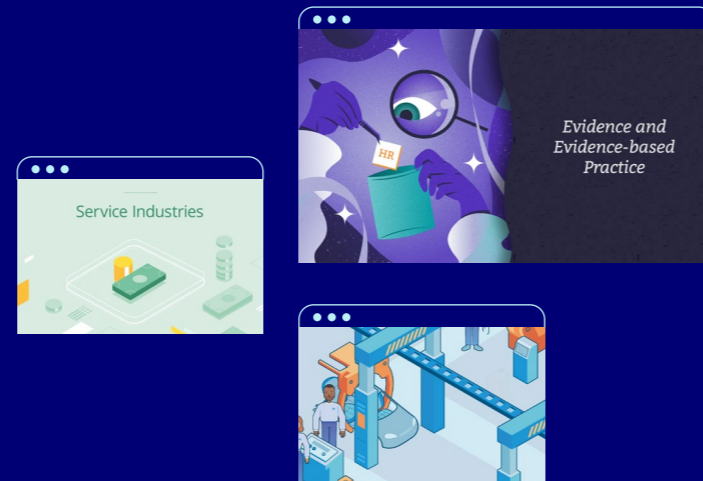 HR
Evidence and
Evidence-based
Practice
Service Industries